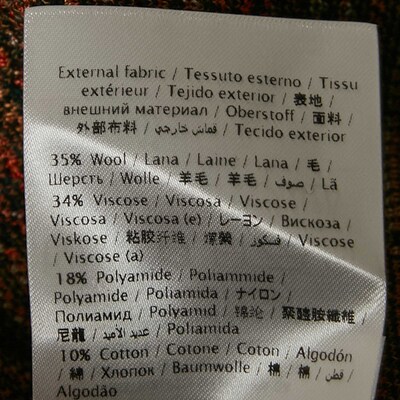 External fabric / Tessuto esterno / Tissu
extérieur / Tejido exterior / 表地 /
внешний материал / Oberstoff / 面料 /
外部布料 / قماش خارجي / Tecido exterior
35% Wool / Lana / Laine / Lana / 毛 /
Шерсть / Wolle / 羊毛 / 羊毛 / صوف / Lã
34% Viscose / Viscosa / Viscose /
Viscosa / Viscosa (e) / レーヨン / Вискоза /
Viskose / 粘胶纤维 / فسكوز / Viscose
/ Viscose (a)
18% Polyamide / Poliammide /
Polyamide / Poliamida / ナイロン /
Полиамид / Polyamid / 锦纶 / 聚醯胺纖維 /
尼龍 / عديد الأميد / Poliamida
10% Cotton / Cotone / Coton / Algodón
/ 綿 / Хлопок / Baumwolle / 棉 / 棉 / قطن /
Algodão